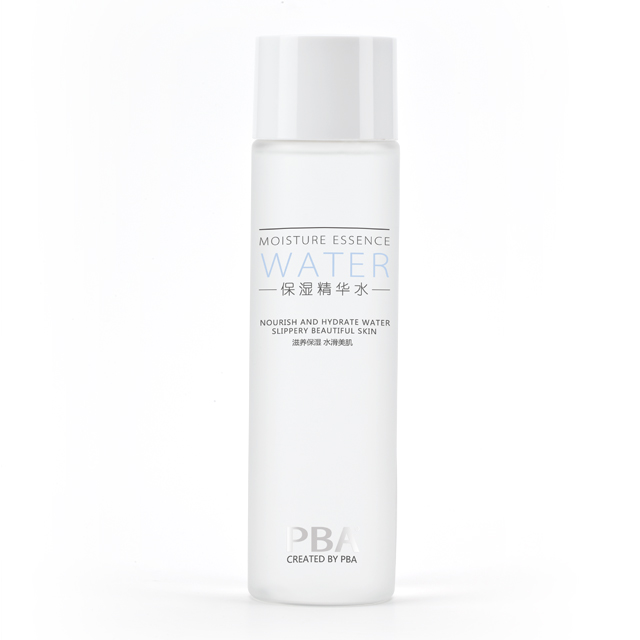 MOISTURE ESSENCE
WATER
保湿精华水
NOURISH AND HYDRATE WATER
SLIPPERY BEAUTIFUL SKIN
滋养保湿 水滑美肌
PBA
CREATED BY PBA